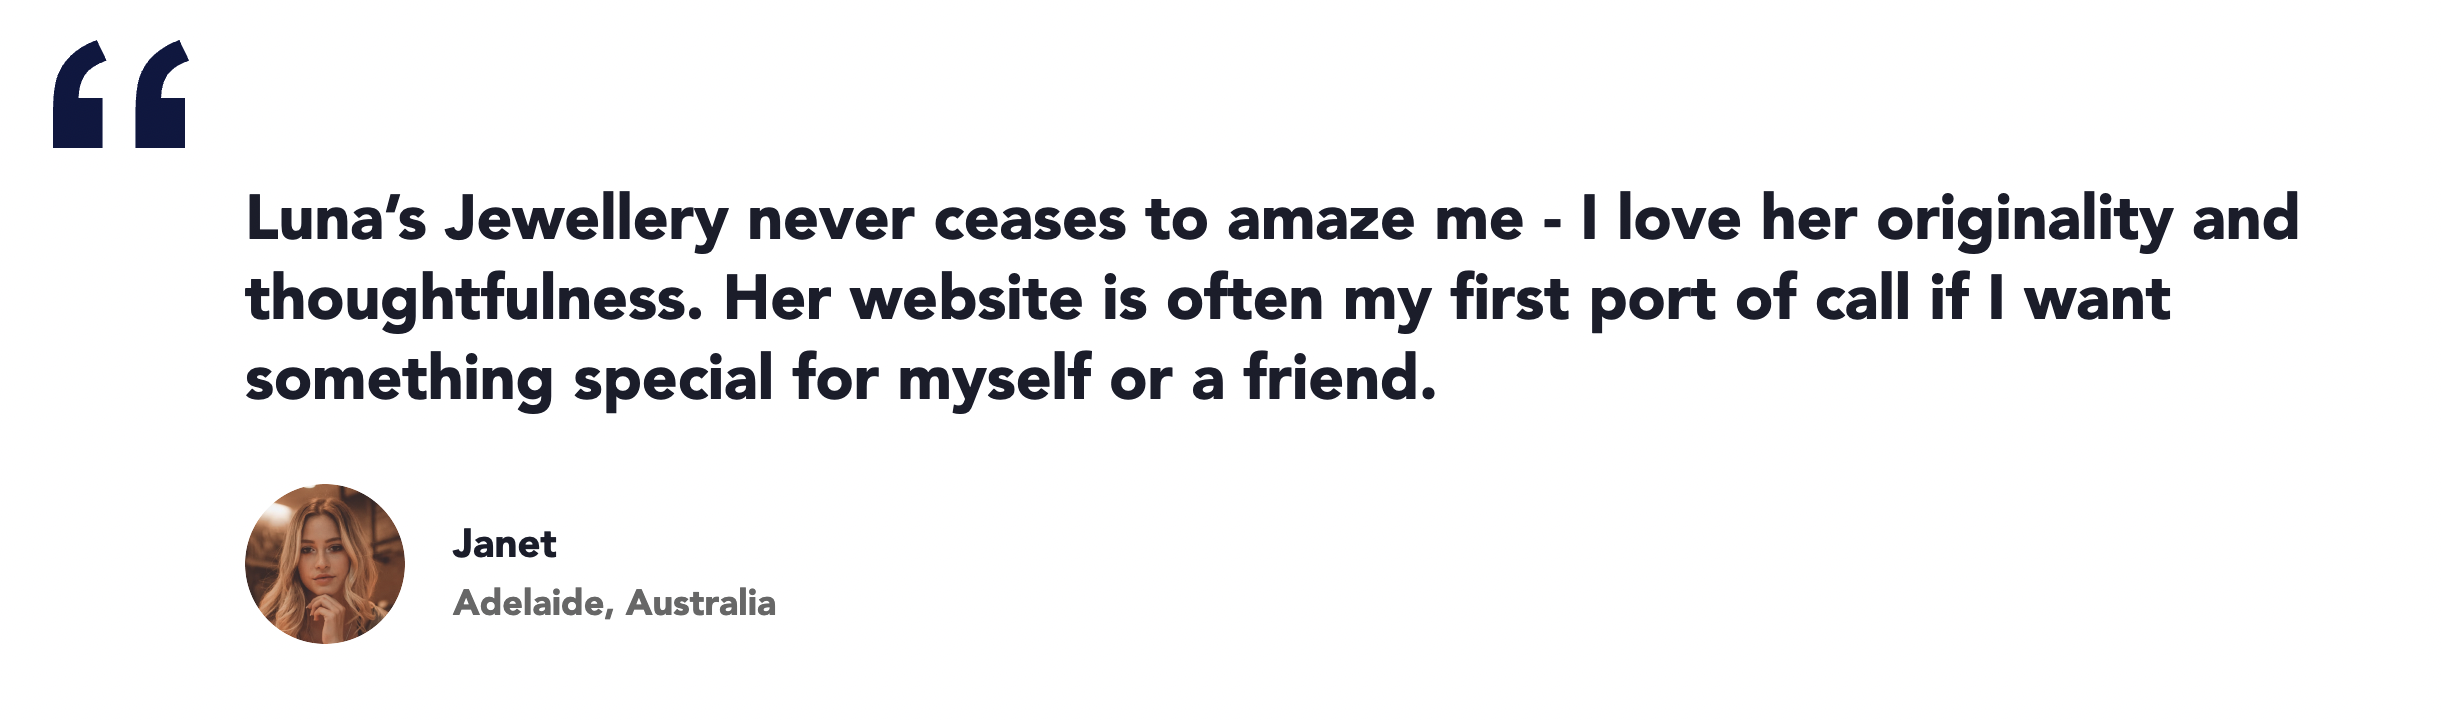 “
Luna’s Jewellery never ceases to amaze me - I love her originality and
thoughtfulness. Her website is often my first port of call if I want
something special for myself or a friend.
Janet
Adelaide, Australia